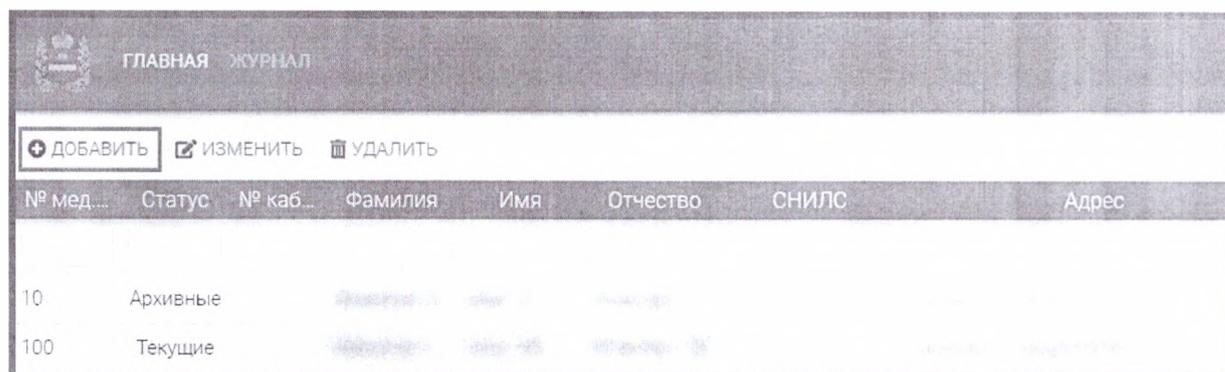 ГЛАВНАЯ ЖУРНАЛ
ДОБАВИТЬ ИЗМЕНИТЬ УДАЛИТЬ
№ мед.... Статус № каб... Фамилия Имя Отчество СНИЛС Адрес
10 Архивные
100 Текущие